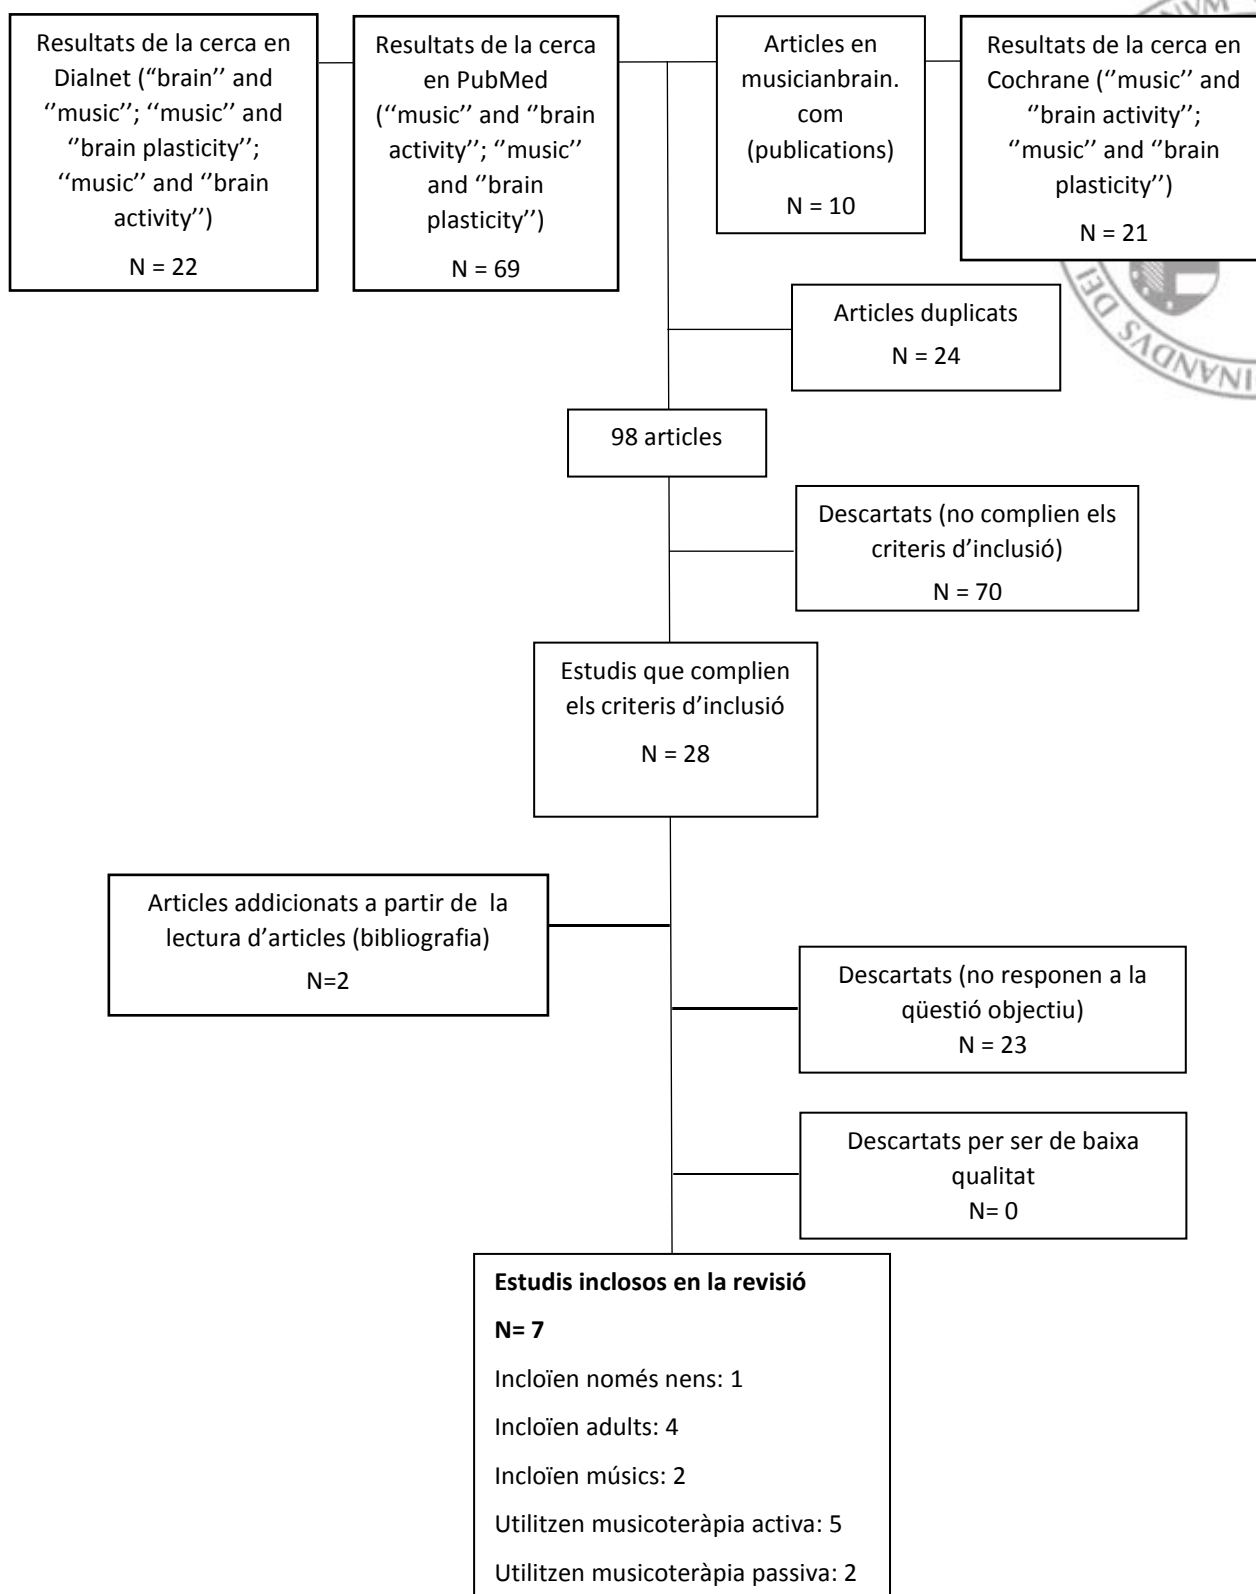 Resultats de la cerca en
Dialnet (“brain’’ and
‘’music’’; ‘’music’’ and
‘’brain plasticity’’;
‘’music’’ and ‘’brain
activity’’)
N = 22
Resultats de la cerca
en PubMed
(‘’music’’ and ‘’brain
activity’’; ‘’music’’
and ‘’brain
plasticity’’)
N = 69
Articles en
musicianbrain.
com
(publications)
N = 10
Resultats de la cerca en
Cochrane (‘’music’’ and
‘’brain activity’’;
‘’music’’ and ‘’brain
plasticity’’)
N = 21
Articles duplicats
N = 24
98 articles
Descartats (no complien els
criteris d’inclusió)
N = 70
Estudis que complien
els criteris d’inclusió
N = 28
Articles addicionats a partir de la
lectura d’articles (bibliografia)
N=2
Descartats (no responen a la
qüestió objectiu)
N = 23
Descartats per ser de baixa
qualitat
N= 0
Estudis inclosos en la revisió
N= 7
Incloïen només nens: 1
Incloïen adults: 4
Incloïen músics: 2
Utilitzen musicoteràpia activa: 5
Utilitzen musicoteràpia passiva: 2